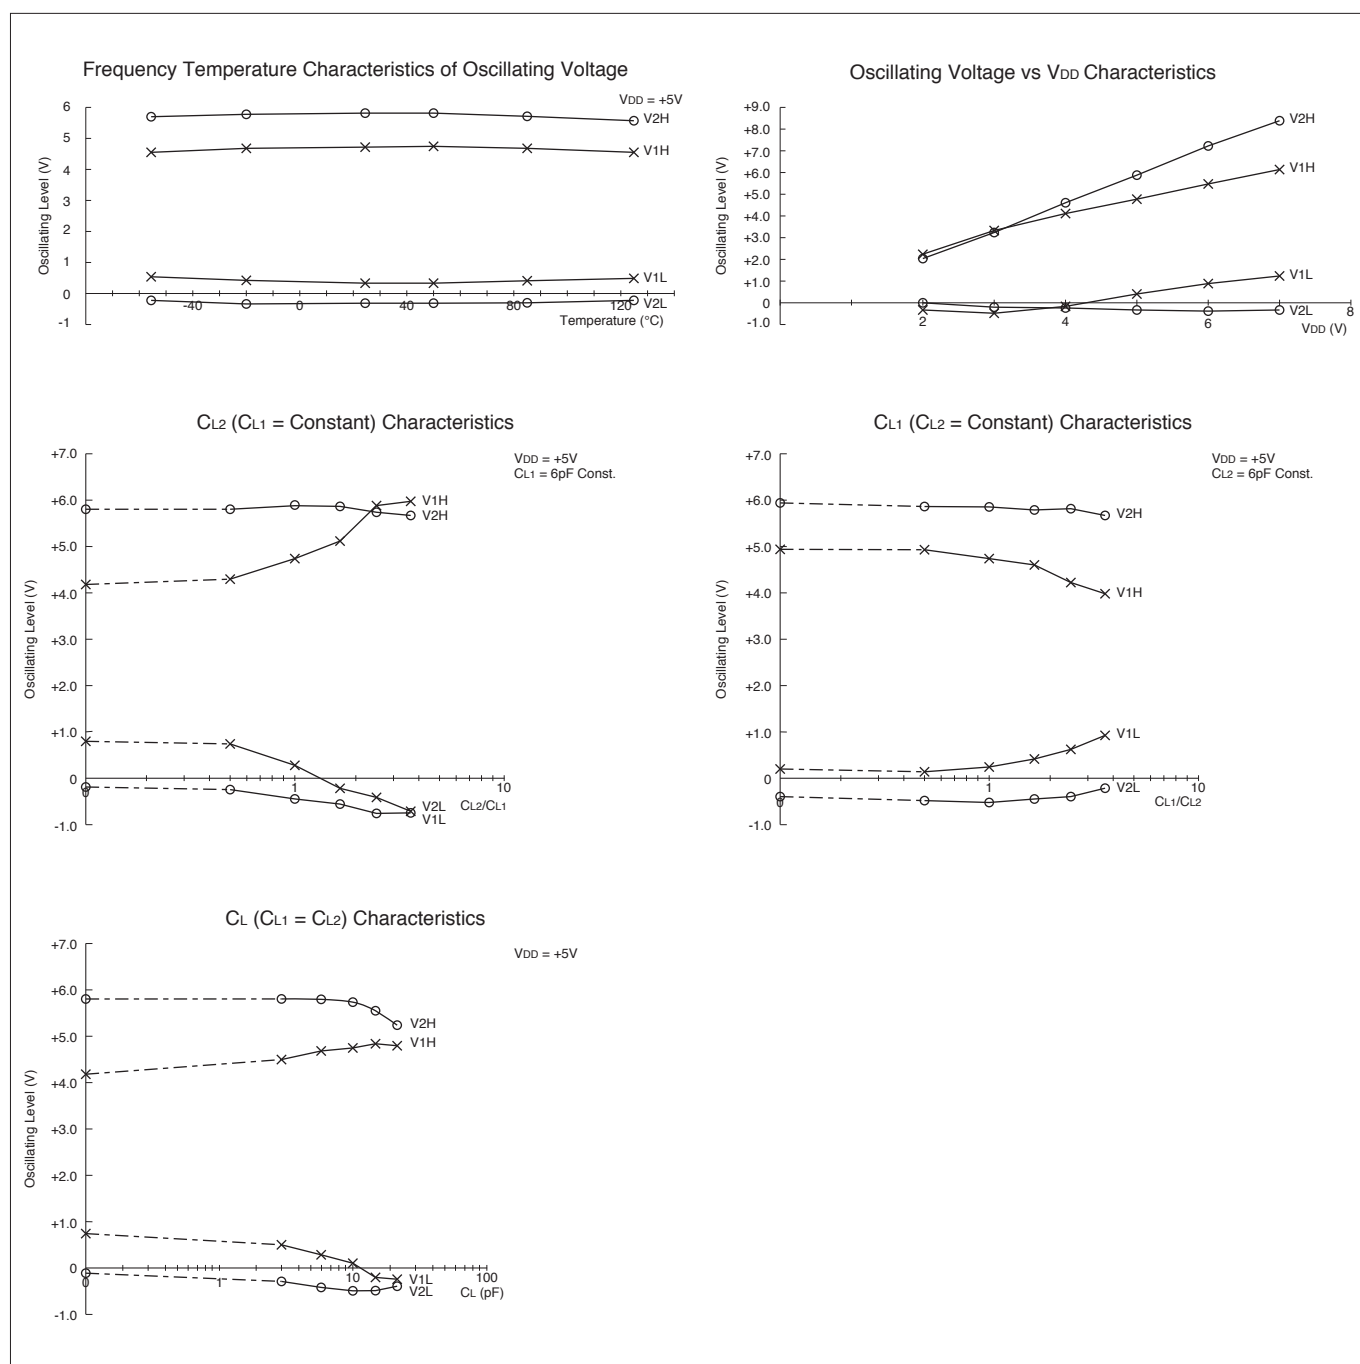 Frequency Temperature Characteristics of Oscillating Voltage
VDD = +5V
Oscillating Level (V)
6
5
4
3
2
1
0
-1
-40
0
40
80
120
Temperature (°C)
V2H
V1H
V1L
V2L
Oscillating Voltage vs VDD Characteristics
Oscillating Level (V)
+9.0
+8.0
+7.0
+6.0
+5.0
+4.0
+3.0
+2.0
+1.0
0
-1.0
2
4
6
8
VDD (V)
V2H
V1H
V1L
V2L
CL2 (CL1 = Constant) Characteristics
VDD = +5V
CL1 = 6pF Const.
Oscillating Level (V)
+7.0
+6.0
+5.0
+4.0
+3.0
+2.0
+1.0
0
-1.0
0
1
10
CL2/CL1
V1H
V2H
V2L
V1L
CL1 (CL2 = Constant) Characteristics
VDD = +5V
CL2 = 6pF Const.
Oscillating Level (V)
+7.0
+6.0
+5.0
+4.0
+3.0
+2.0
+1.0
0
-1.0
0
1
10
CL1/CL2
V2H
V1H
V1L
V2L
CL (CL1 = CL2) Characteristics
VDD = +5V
Oscillating Level (V)
+7.0
+6.0
+5.0
+4.0
+3.0
+2.0
+1.0
0
-1.0
0
1
10
100
CL (pF)
V2H
V1H
V1L
V2L